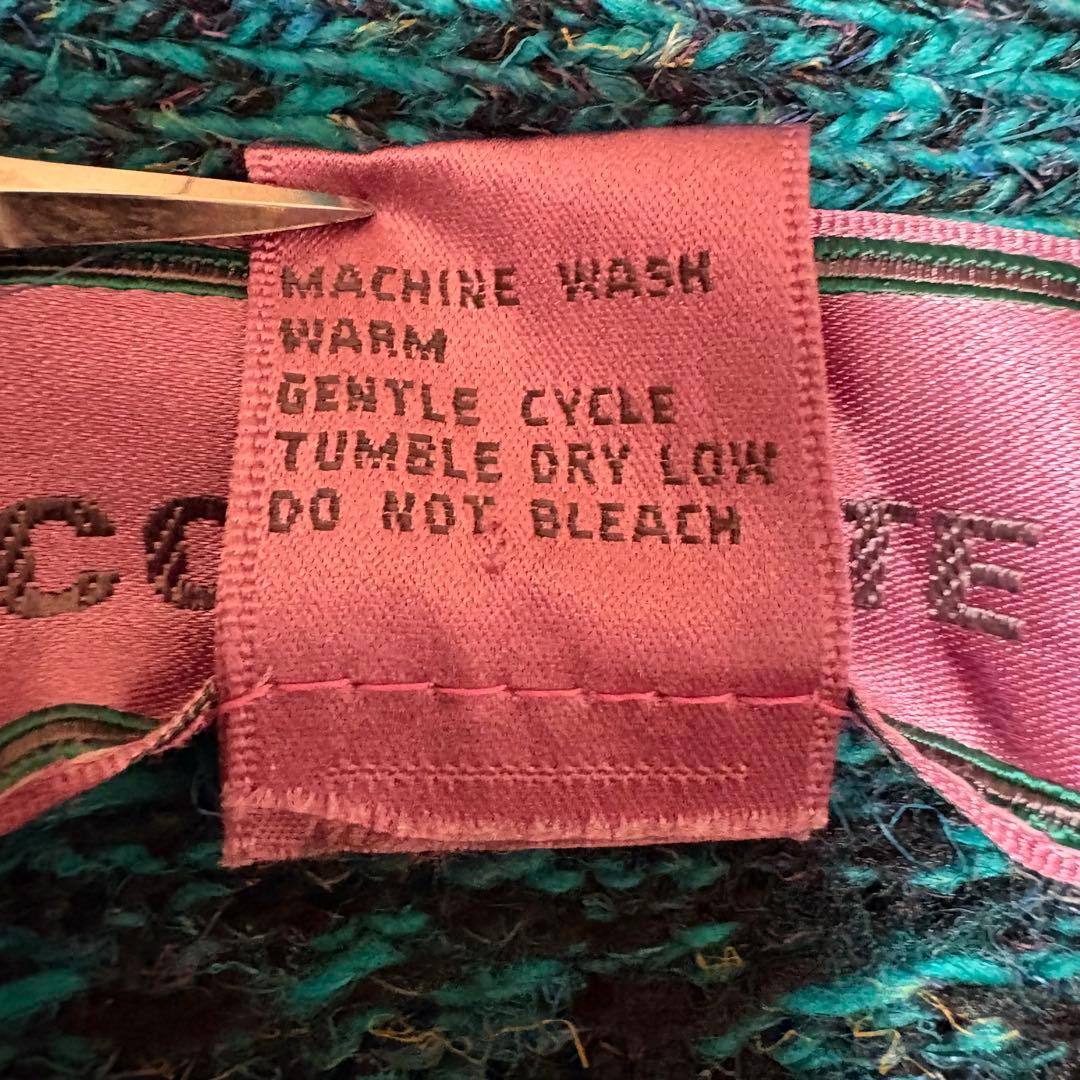 MACHINE WASH
WARM
GENTLE CYCLE
TUMBLE DRY LOW
DO NOT BLEACH